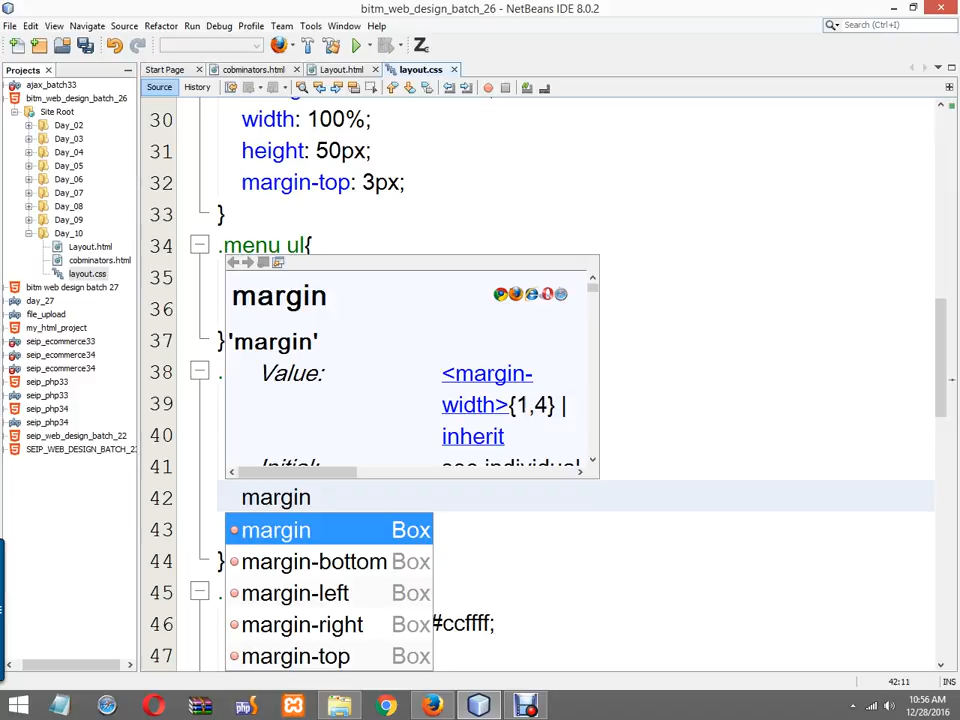 bitm_web_design_batch_26 - NetBeans IDE 8.0.2
File Edit View Navigate Source Refactor Run Debug Profile Team Tools Window Help
Search (Ctrl+I)
Projects
Start Page
cobminators.html
Layout.html
layout.css
Source History
ajax_batch33
bitm_web_design_batch_26
Site Root
Day_02
Day_03
Day_04
Day_05
Day_06
Day_07
Day_08
Day_09
Day_10
Layout.html
cobminators.html
layout.css
bitm web design batch 27
day_27
file_upload
my_html_project
seip_ecommerce33
seip_ecommerce34
seip_ecommerce34
seip_php33
seip_php33
seip_php34
seip_php34
seip_web_design_batch_22
SEIP_WEB_DESIGN_BATCH_23
30 width: 100%;
31 height: 50px;
32 margin-top: 3px;
33 }
34 .menu ul{
35
36
37 }
38 .
39
40
41
42 margin
43
44 }
45 .
46 #ccffff;
47
margin
'margin'
Value: <margin-width>{1,4} |
inherit
Initial: see individual
margin Box
margin-bottom Box
margin-left Box
margin-right Box
margin-top Box
42:11 INS
10:56 AM
12/28/2016